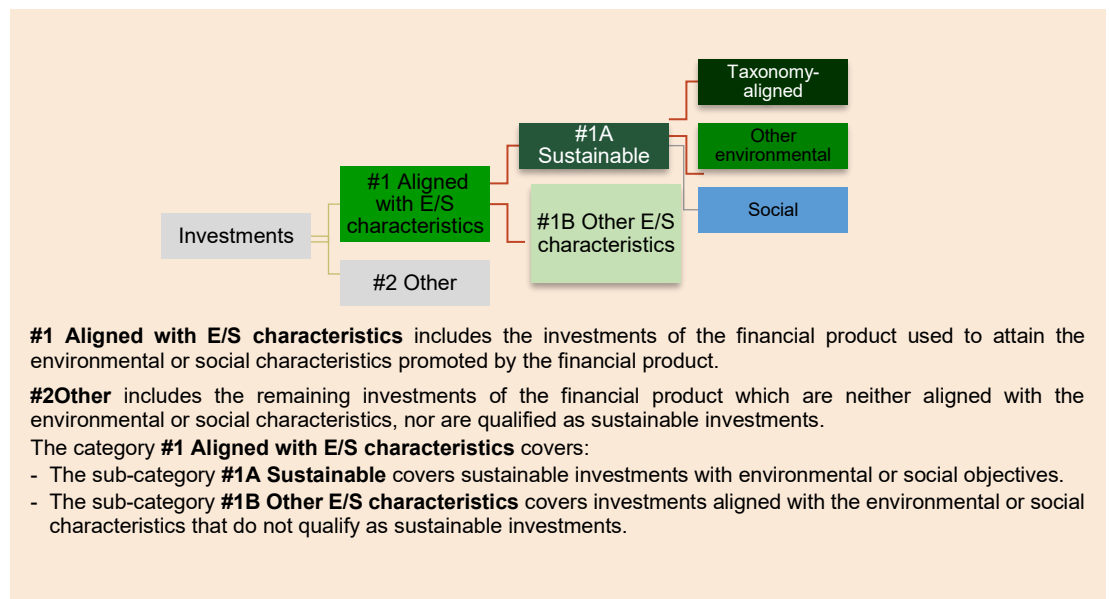 Taxonomy-
aligned
#1A
Sustainable
Other
environmental
#1 Aligned
with E/S
characteristics
Social
#1B Other E/S
characteristics
Investments
#2 Other
#1 Aligned with E/S characteristics includes the investments of the financial product used to attain the
environmental or social characteristics promoted by the financial product.
#2Other includes the remaining investments of the financial product which are neither aligned with the
environmental or social characteristics, nor are qualified as sustainable investments.
The category #1 Aligned with E/S characteristics covers:
- The sub-category #1A Sustainable covers sustainable investments with environmental or social objectives.
- The sub-category #1B Other E/S characteristics covers investments aligned with the environmental or social
characteristics that do not qualify as sustainable investments.